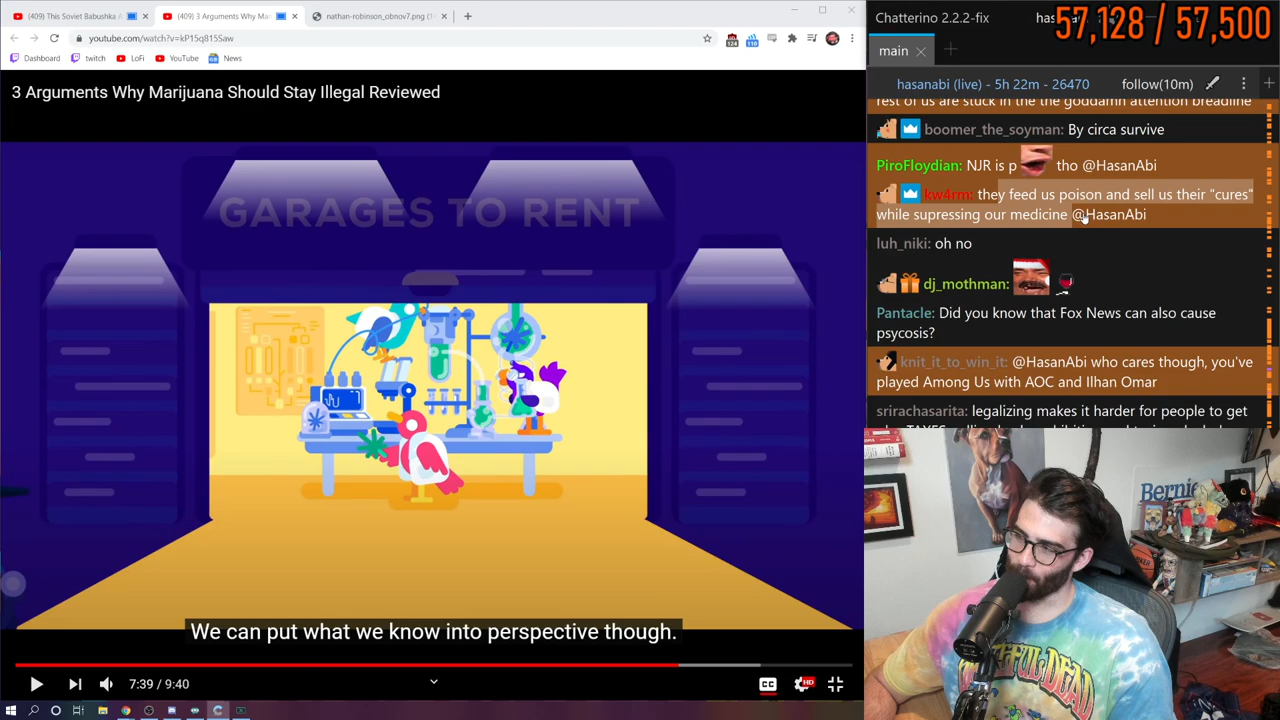 (409) This Soviet Babushka A
(409) 3 Arguments Why Mar
nathan-robinson_obnov7.png (1
youtube.com/watch?v=kP15q815Saw
Dashboard
twitch
LoFi
YouTube
News
3 Arguments Why Marijuana Should Stay Illegal Reviewed
GARAGES TO RENT
We can put what we know into perspective though.
7:39 / 9:40
CC
HD
Chatterino 2.2.2-fix
57,128 / 57,500
main
hasanabi (live) - 5h 22m - 26470
follow(10m)
rest of us are stuck in the the goddamn attention breadline
boomer_the_soyman: By circa survive
PiroFloydian: NJR is p tho @HasanAbi
kw4rm: they feed us poison and sell us their "cures"
while supressing our medicine @HasanAbi
luh_niki: oh no
dj_mothman:
Pantacle: Did you know that Fox News can also cause
psycosis?
knit_it_to_win_it: @HasanAbi who cares though, you've
played Among Us with AOC and Ilhan Omar
srirachasarita: legalizing makes it harder for people to get
Bernie